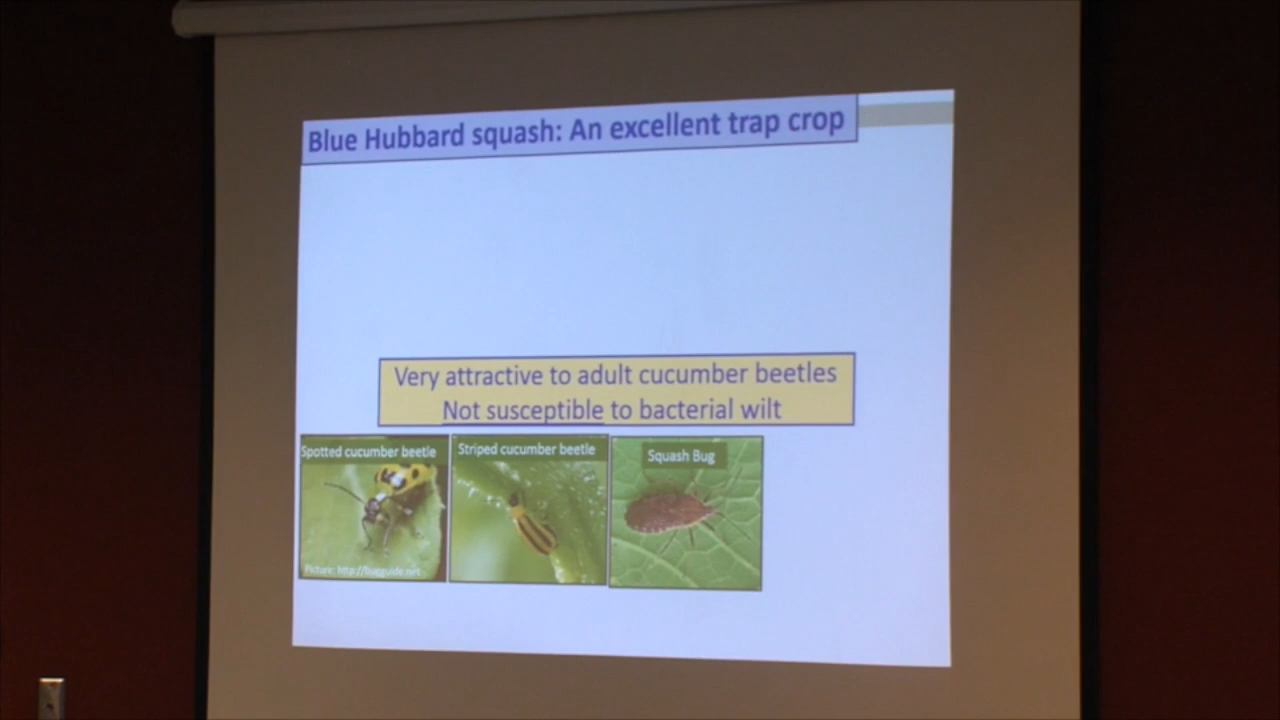 Blue Hubbard squash: An excellent trap crop
Very attractive to adult cucumber beetles
Not susceptible to bacterial wilt
Spotted cucumber beetle
Striped cucumber beetle
Squash Bug
Picture: http://bugguide.net